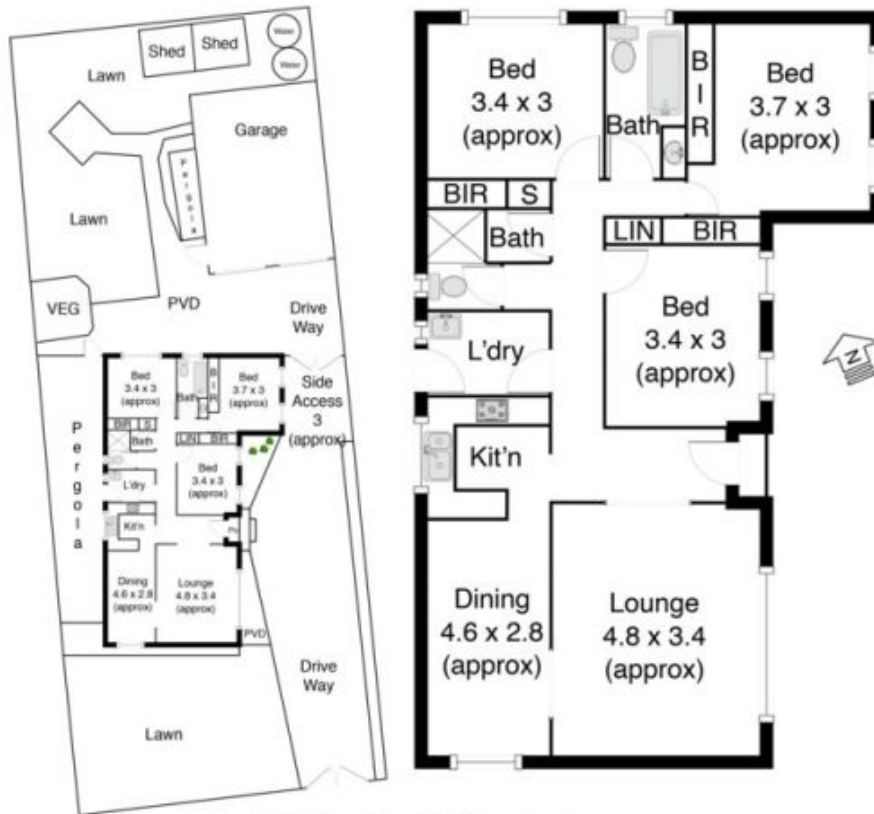 Shed
Shed
Water
Water
Lawn
Garage
Pergola
Lawn
VEG
PVD
Drive
Way
Bed
3.4 x 3
(approx)
Bath
BIR
Bed
3.7 x 3
(approx)
Side
Access
3
(approx)
BIR
S
Bath
LIN
BIR
Pergola
L'dry
Bed
3.4 x 3
(approx)
Kit'n
Dining
4.6 x 2.8
(approx)
Lounge
4.8 x 3.4
(approx)
PVD
Drive
Way
Lawn
Bed
3.4 x 3
(approx)
Bath
BIR
Bed
3.7 x 3
(approx)
BIR
S
Bath
LIN
BIR
Bed
3.4 x 3
(approx)
L'dry
N
Kit'n
Dining
4.6 x 2.8
(approx)
Lounge
4.8 x 3.4
(approx)